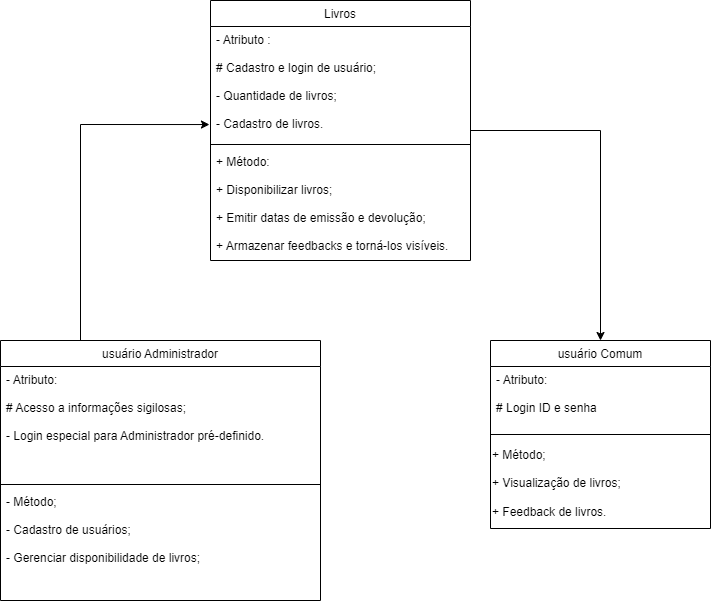 Livros
- Atributo :
# Cadastro e login de usuário;
- Quantidade de livros;
- Cadastro de livros.
+ Método:
+ Disponibilizar livros;
+ Emitir datas de emissão e devolução;
+ Armazenar feedbacks e torná-los visíveis.
usuário Administrador
- Atributo:
# Acesso a informações sigilosas;
- Login especial para Administrador pré-definido.
- Método;
- Cadastro de usuários;
- Gerenciar disponibilidade de livros;
usuário Comum
- Atributo:
# Login ID e senha
+ Método;
+ Visualização de livros;
+ Feedback de livros.